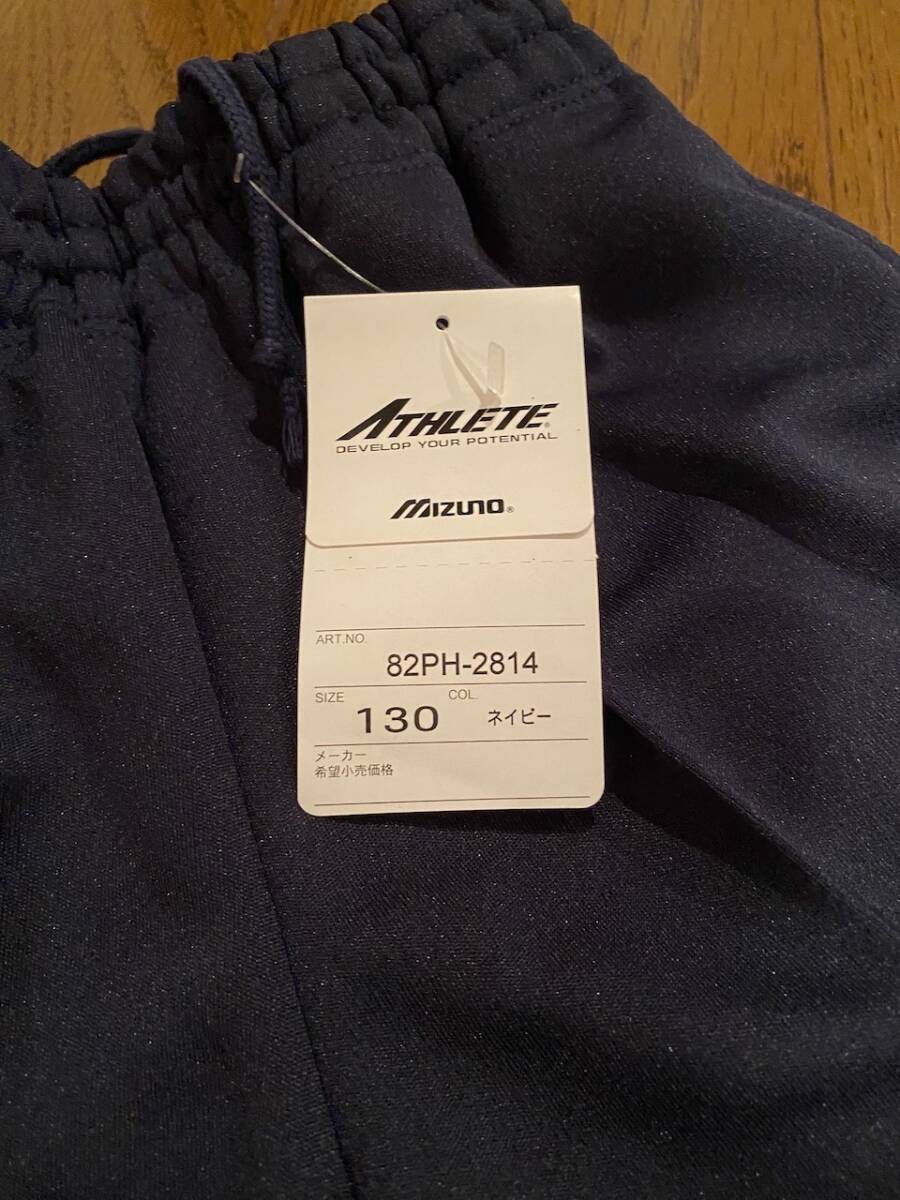 ATHLETE®
DEVELOP YOUR POTENTIAL
MIZUNO®
ART.NO.
82PH-2814
SIZE COL.
130 ネイビー
メーカー
希望小売価格